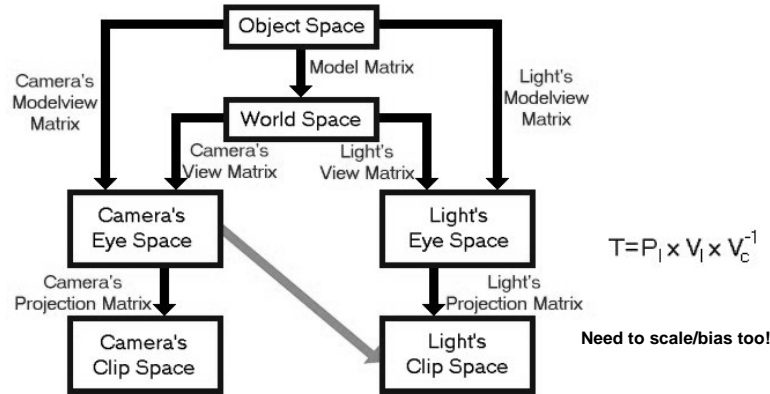 Object Space
Model Matrix
Camera's
Modelview
Matrix
Light's
Modelview
Matrix
World Space
Camera's
View Matrix
Light's
View Matrix
Camera's
Eye Space
Light's
Eye Space
T=P_l x V_l x V_c^-1
Camera's
Projection Matrix
Light's
Projection Matrix
Need to scale/bias too!
Camera's
Clip Space
Light's
Clip Space